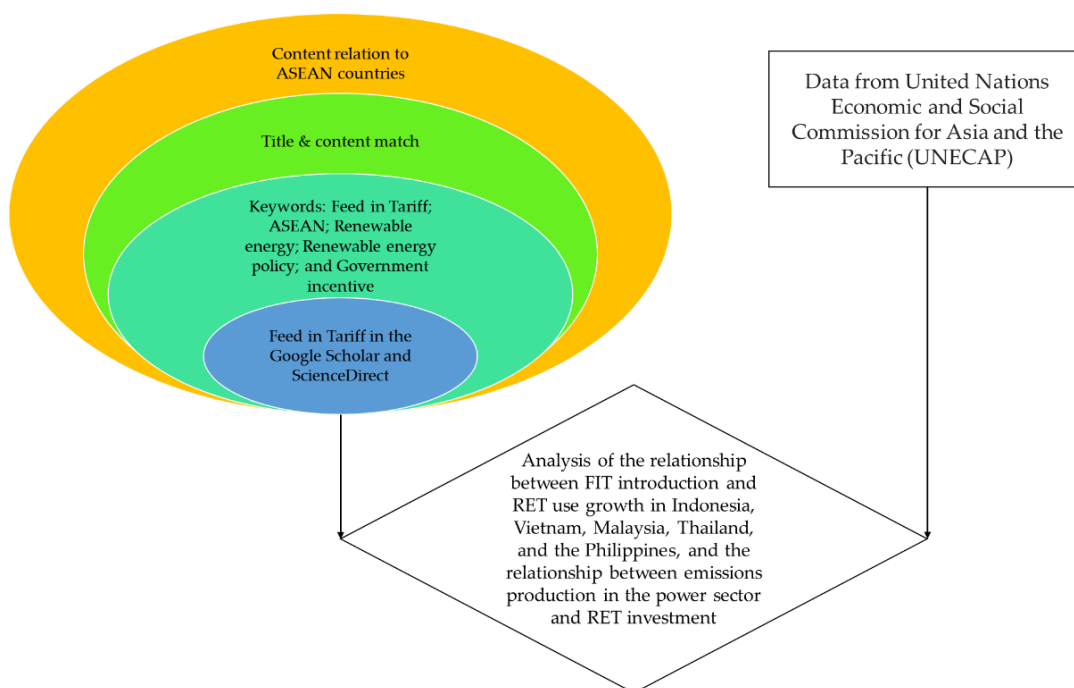 Content relation to
ASEAN countries
Title & content match
Keywords: Feed in Tariff;
ASEAN; Renewable
energy; Renewable energy
policy; and Government
incentive
Feed in Tariff in the
Google Scholar and
ScienceDirect
Data from United Nations
Economic and Social
Commission for Asia and the
Pacific (UNECAP)
Analysis of the relationship
between FIT introduction and
RET use growth in Indonesia,
Vietnam, Malaysia, Thailand,
and the Philippines, and the
relationship between emissions
production in the power sector
and RET investment